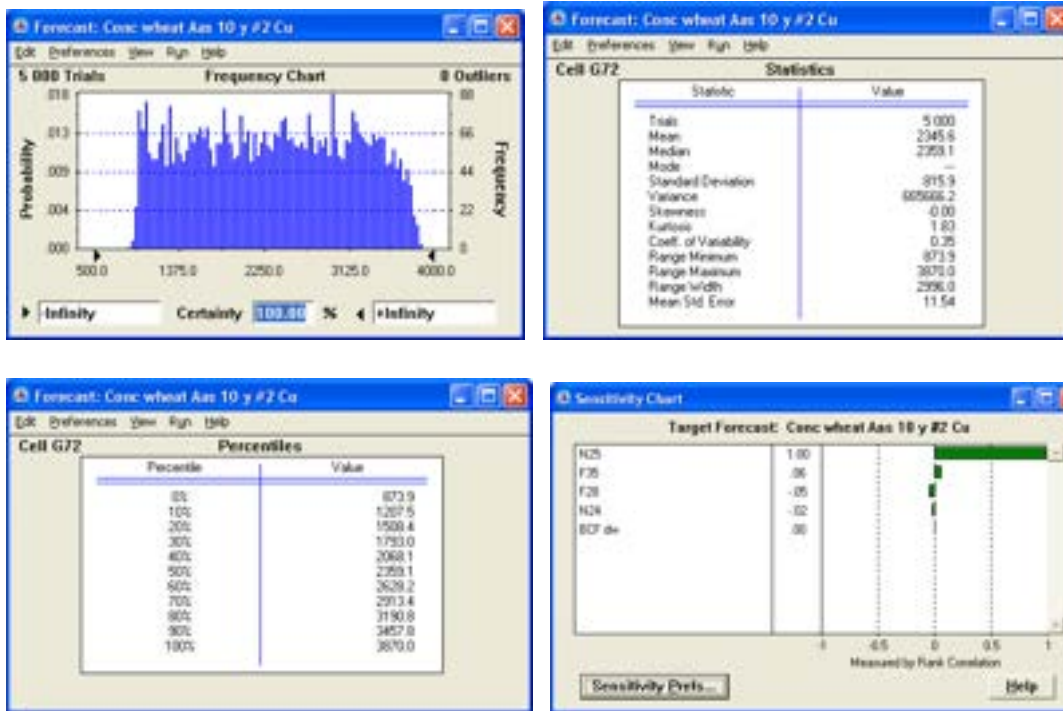 Forecast: Conc wheat Aas 10 y #2 Cu
Edit Preferences View Run Help
5 000 Trials Frequency Chart 0 Outliers
.018 88
.013 66
.009 44
.004 22
.000 0
Probability
Frequency
500.0 1375.0 2250.0 3125.0 4000.0
-Infinity Certainty 100.00 % +Infinity
Forecast: Conc wheat Aas 10 y #2 Cu
Edit Preferences View Run Help
Cell G72 Statistics
Statistic Value
Trials 5 000
Mean 2345.6
Median 2359.1
Mode ---
Standard Deviation 815.9
Variance 665666.2
Skewness -0.00
Kurtosis 1.83
Coeff. of Variability 0.35
Range Minimum 873.9
Range Maximum 3870.0
Range Width 2996.0
Mean Std. Error 11.54
Forecast: Conc wheat Aas 10 y #2 Cu
Edit Preferences View Run Help
Cell G72 Percentiles
Percentile Value
0% 873.9
10% 1207.5
20% 1508.4
30% 1793.0
40% 2068.1
50% 2359.1
60% 2628.2
70% 2913.4
80% 3190.8
90% 3457.8
100% 3870.0
Sensitivity Chart
Target Forecast: Conc wheat Aas 10 y #2 Cu
N25 1.00
F35 .06
F28 -.05
N24 -.02
BCF dw .00
-1 -0.5 0 0.5 1
Measured by Rank Correlation
Sensitivity Prefs... Help